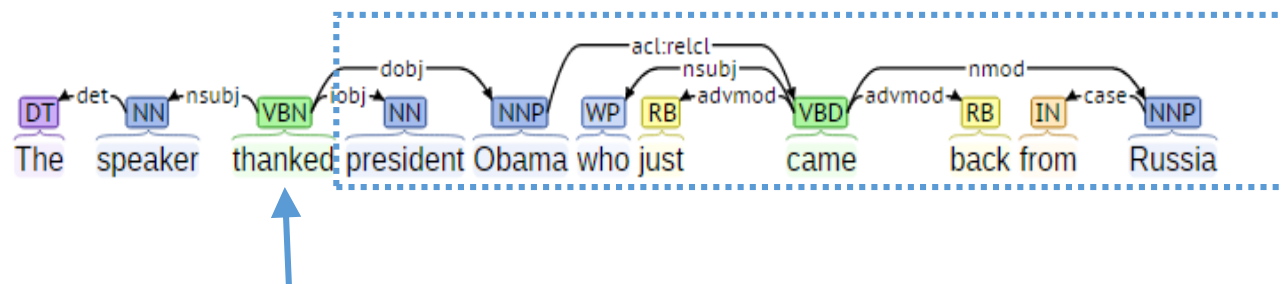 acl:relcl
dobj nsubj nmod
det nsubj iobj advmod advmod case
DT NN VBN NN NNP WP RB VBD RB IN NNP
The speaker thanked president Obama who just came back from Russia